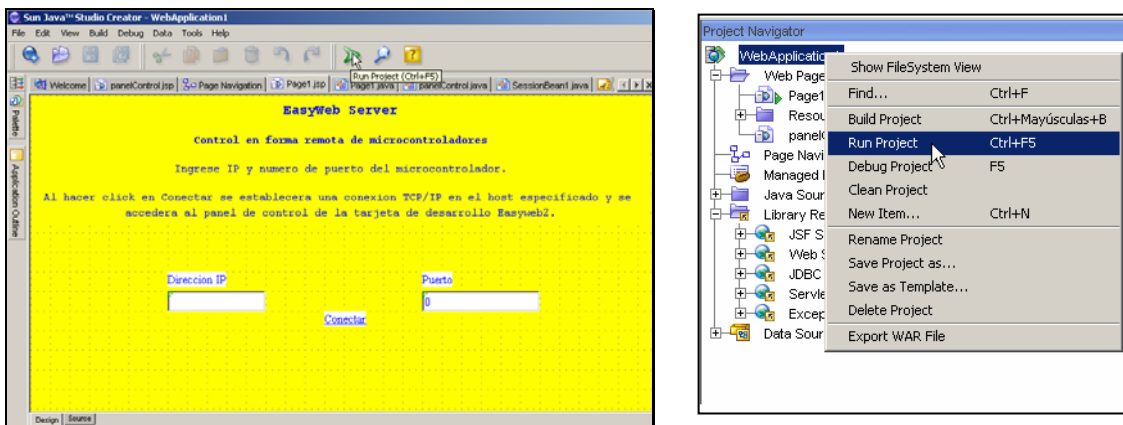 Sun Java™ Studio Creator - WebApplication1
File Edit View Build Debug Data Tools Help
Run Project (Ctrl+F5)
Welcome panelControl.jsp Page Navigation Page1.jsp Page1.java panelControl.java SessionBean1.java
Palette
Application Outline
EasyWeb Server
Control en forma remota de microcontroladores
Ingrese IP y numero de puerto del microcontrolador.
Al hacer click en Conectar se establecera una conexion TCP/IP en el host especificado y se
accedera al panel de control de la tarjeta de desarrollo Easyweb2.
Direccion IP Puerto
0
Conectar
Design Source
Project Navigator
WebApplication1
Web Page
Page1
Resou
panel
Page Navi
Managed
Java Sour
Library Re
JSF S
Web S
JDBC
Servle
Excep
Data Sour
Show FileSystem View
Find... Ctrl+F
Build Project Ctrl+Mayúsculas+B
Run Project Ctrl+F5
Debug Project F5
Clean Project
New Item... Ctrl+N
Rename Project
Save Project as...
Save as Template...
Delete Project
Export WAR File